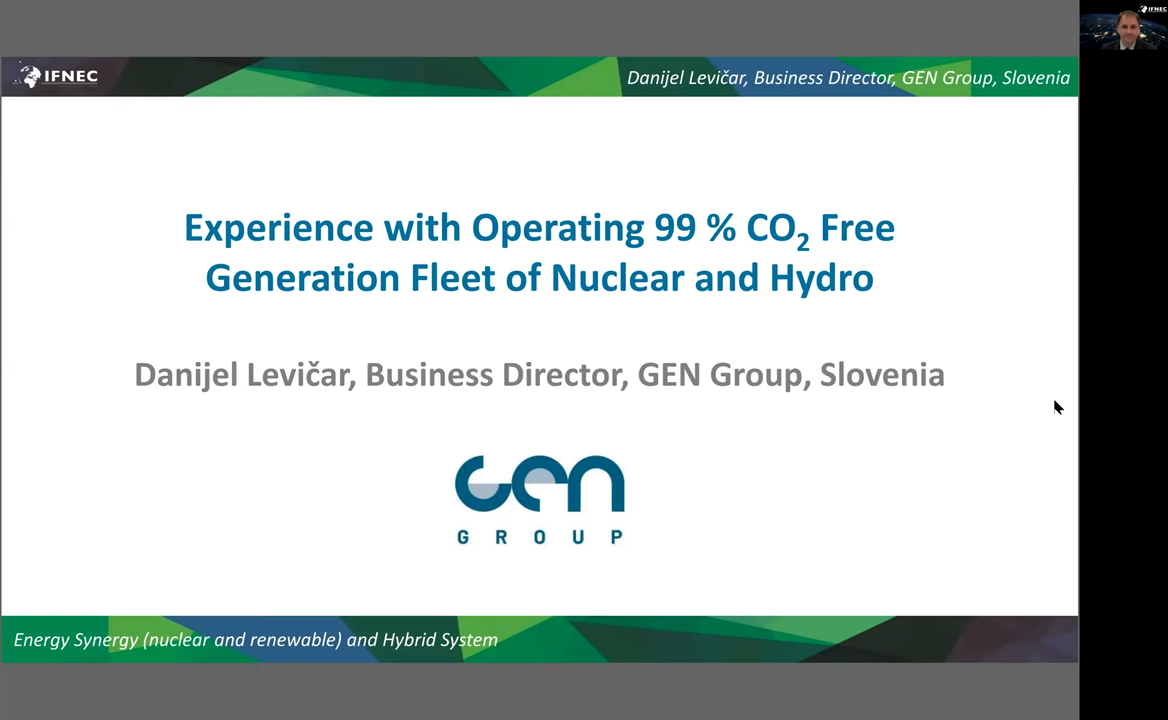 IFNEC
Danijel Levičar, Business Director, GEN Group, Slovenia
IFNEC
Experience with Operating 99 % CO₂ Free
Generation Fleet of Nuclear and Hydro
Danijel Levičar, Business Director, GEN Group, Slovenia
gen
GROUP
Energy Synergy (nuclear and renewable) and Hybrid System